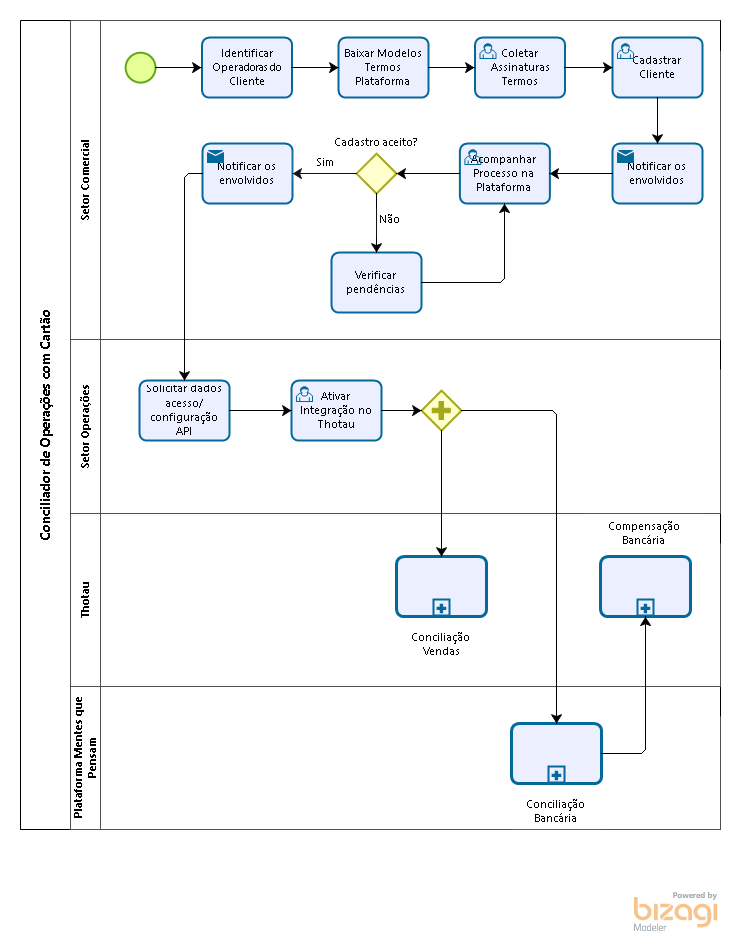 Conciliador de Operações com Cartão
Setor Comercial
Identificar
Operadoras do
Cliente
Baixar Modelos
Termos
Plataforma
Coletar
Assinaturas
Termos
Cadastrar
Cliente
Notificar os
envolvidos
Acompanhar
Processo na
Plataforma
Cadastro aceito?
Sim
Não
Notificar os
envolvidos
Verificar
pendências
Setor Operações
Solicitar dados
acesso/
configuração
API
Ativar
Integração no
Thotau
Thotau
Conciliação
Vendas
Compensação
Bancária
Plataforma Mentes que
Pensam
Conciliação
Bancária
Powered by
bizagi
Modeler